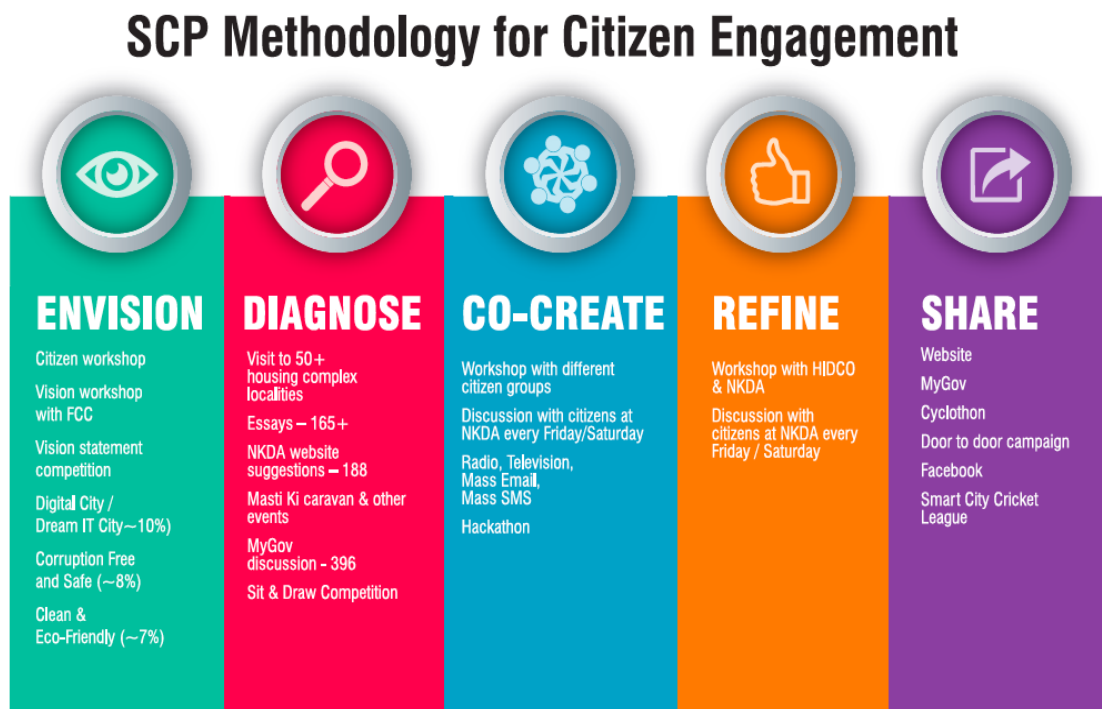 SCP Methodology for Citizen Engagement
ENVISION
Citizen workshop
Vision workshop
with FCC
Vision statement
competition
Digital City /
Dream IT City~10%)
Corruption Free
and Safe (~8%)
Clean &
Eco-Friendly (~7%)
DIAGNOSE
Visit to 50+
housing complex
localities
Essays – 165+
NKDA website
suggestions – 188
Masti Ki caravan & other
events
MyGov
discussion - 396
Sit & Draw Competition
CO-CREATE
Workshop with different
citizen groups
Discussion with citizens at
NKDA every Friday/Saturday
Radio, Television,
Mass Email,
Mass SMS
Hackathon
REFINE
Workshop with HIDCO
& NKDA
Discussion with
citizens at NKDA every
Friday / Saturday
SHARE
Website
MyGov
Cyclothon
Door to door campaign
Facebook
Smart City Cricket
League